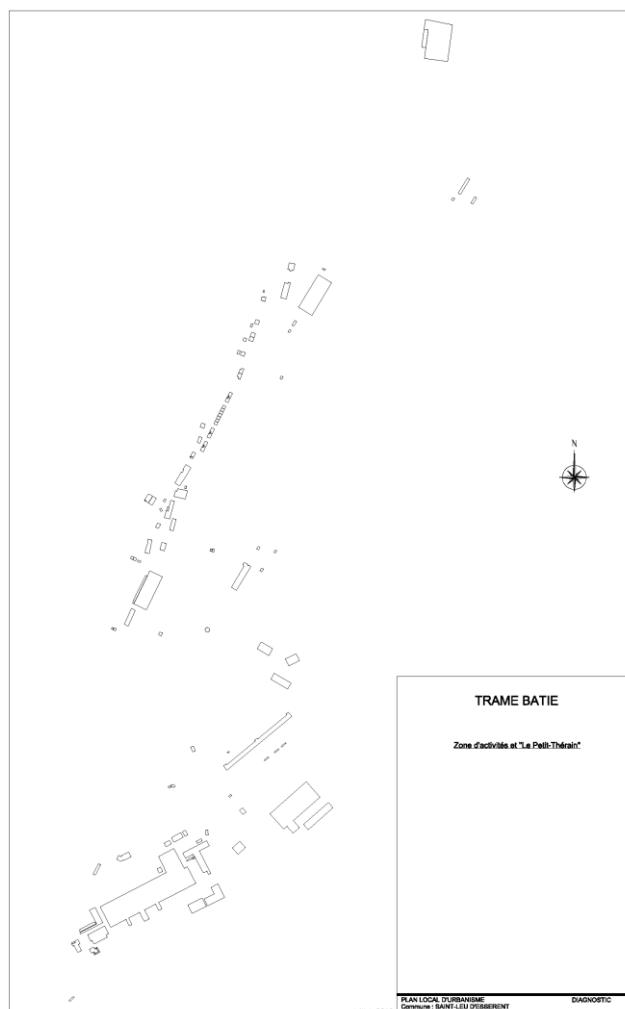 N
TRAME BATIE
Zone d'activités et "Le Petit-Thérain"
PLAN LOCAL D'URBANISME DIAGNOSTIC
Commune : SAINT-LEU D'ESSERENT